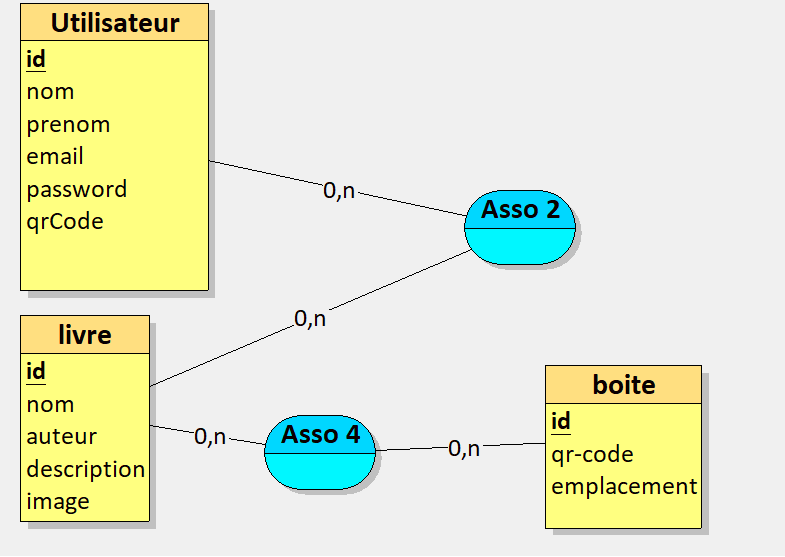 Utilisateur
id
nom
prenom
email
password
qrCode
0,n
Asso 2
0,n
livre
id
nom
auteur
description
image
0,n
Asso 4
0,n
boite
id
qr-code
emplacement